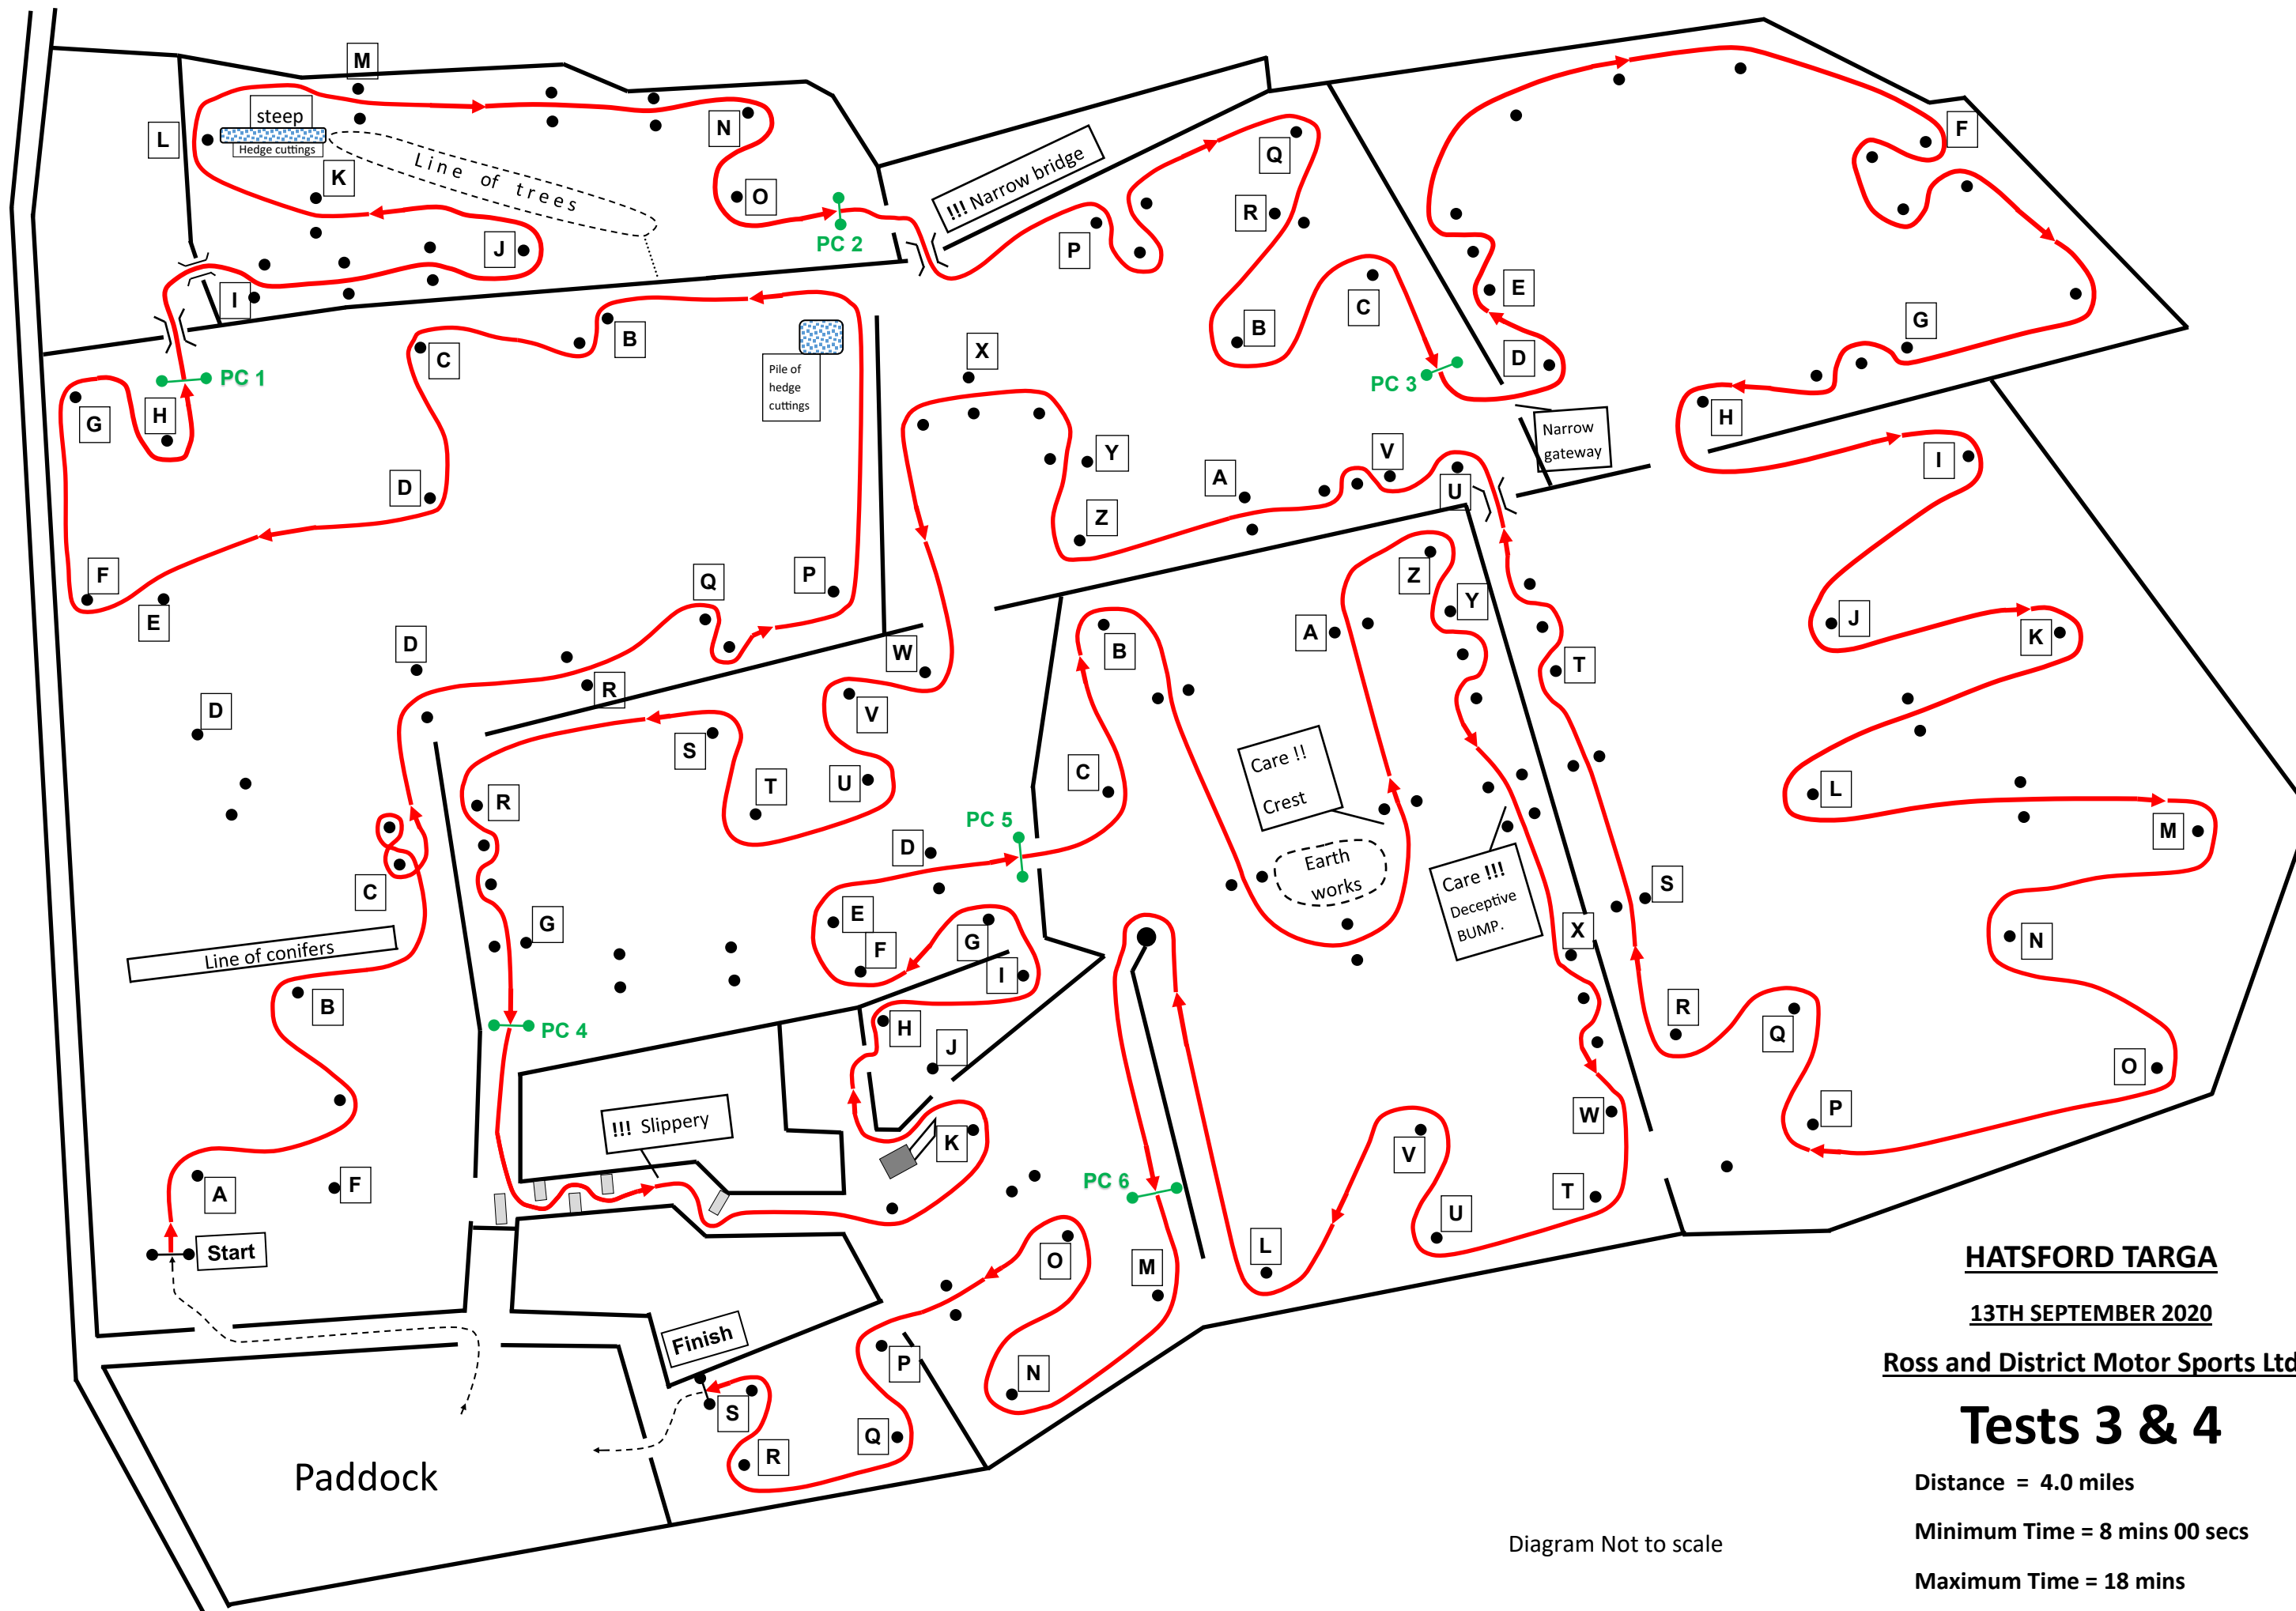 M
steep
Hedge cuttings
L
K
Line of trees
N
O
J
I
PC 2
!!! Narrow bridge
Q
R
P
B
C
PC 3
F
E
D
G
H
Narrow
gateway
PC 1
G
H
C
B
Pile of
hedge
cuttings
D
F
E
Q
P
X
Y
Z
A
V
U
I
J
K
L
M
N
O
P
Q
R
S
T
D
R
D
C
Line of conifers
B
A
F
Start
W
V
U
T
S
R
G
PC 4
PC 5
D
E
F
G
I
H
J
K
!!! Slippery
B
C
A
Z
Y
Care !!
Crest
Earth
works
Care !!!
Deceptive
BUMP.
X
W
T
U
V
L
PC 6
M
O
N
P
Q
R
S
Finish
Paddock
Diagram Not to scale
HATSFORD TARGA
13TH SEPTEMBER 2020
Ross and District Motor Sports Ltd
Tests 3 & 4
Distance = 4.0 miles
Minimum Time = 8 mins 00 secs
Maximum Time = 18 mins